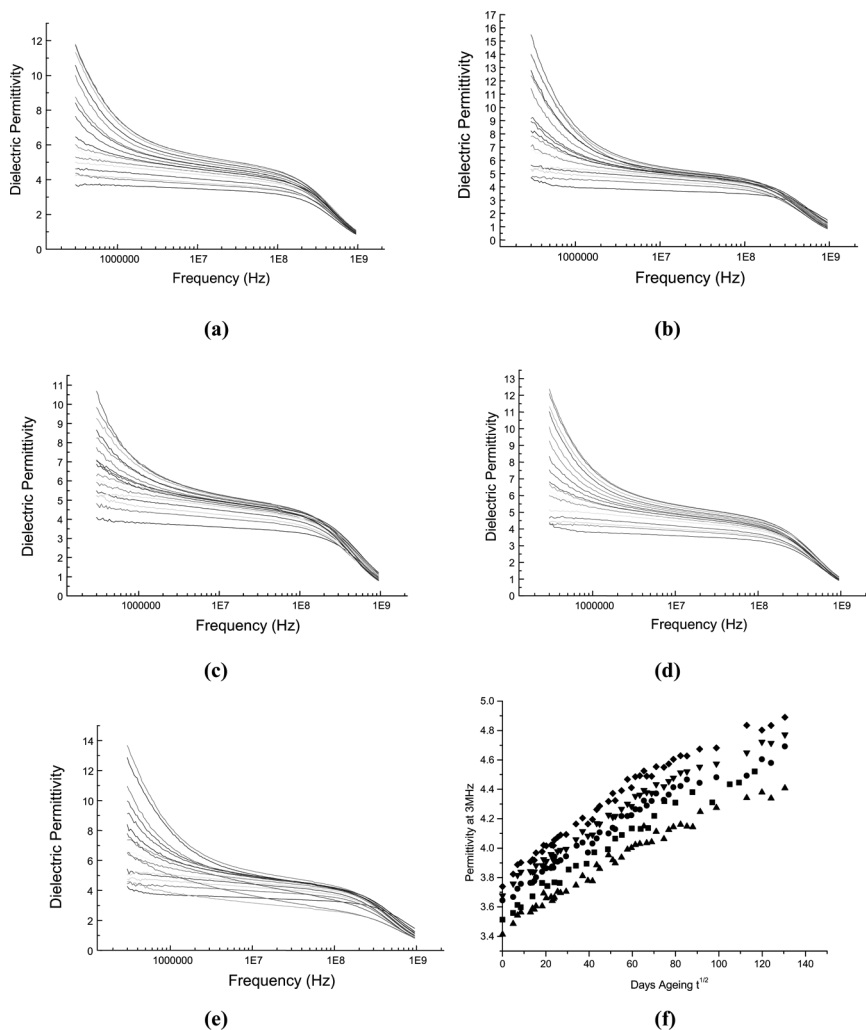 12
10
8
6
4
2
0
Dielectric Permittivity
1000000 1E7 1E8 1E9
Frequency (Hz)
(a)
17
16
15
14
13
12
11
10
9
8
7
6
5
4
3
2
1
0
Dielectric Permittivity
1000000 1E7 1E8 1E9
Frequency (Hz)
(b)
11
10
9
8
7
6
5
4
3
2
1
0
Dielectric Permittivity
1000000 1E7 1E8 1E9
Frequency (Hz)
(c)
13
12
11
10
9
8
7
6
5
4
3
2
1
0
Dielectric Permittivity
1000000 1E7 1E8 1E9
Frequency (Hz)
(d)
14
12
10
8
6
4
2
0
Dielectric Permittivity
1000000 1E7 1E8 1E9
Frequency (Hz)
(e)
5.0
4.8
4.6
4.4
4.2
4.0
3.8
3.6
3.4
Permittivity at 3MHz
0 20 40 60 80 100 120 140
Days Ageing t^1/2
(f)